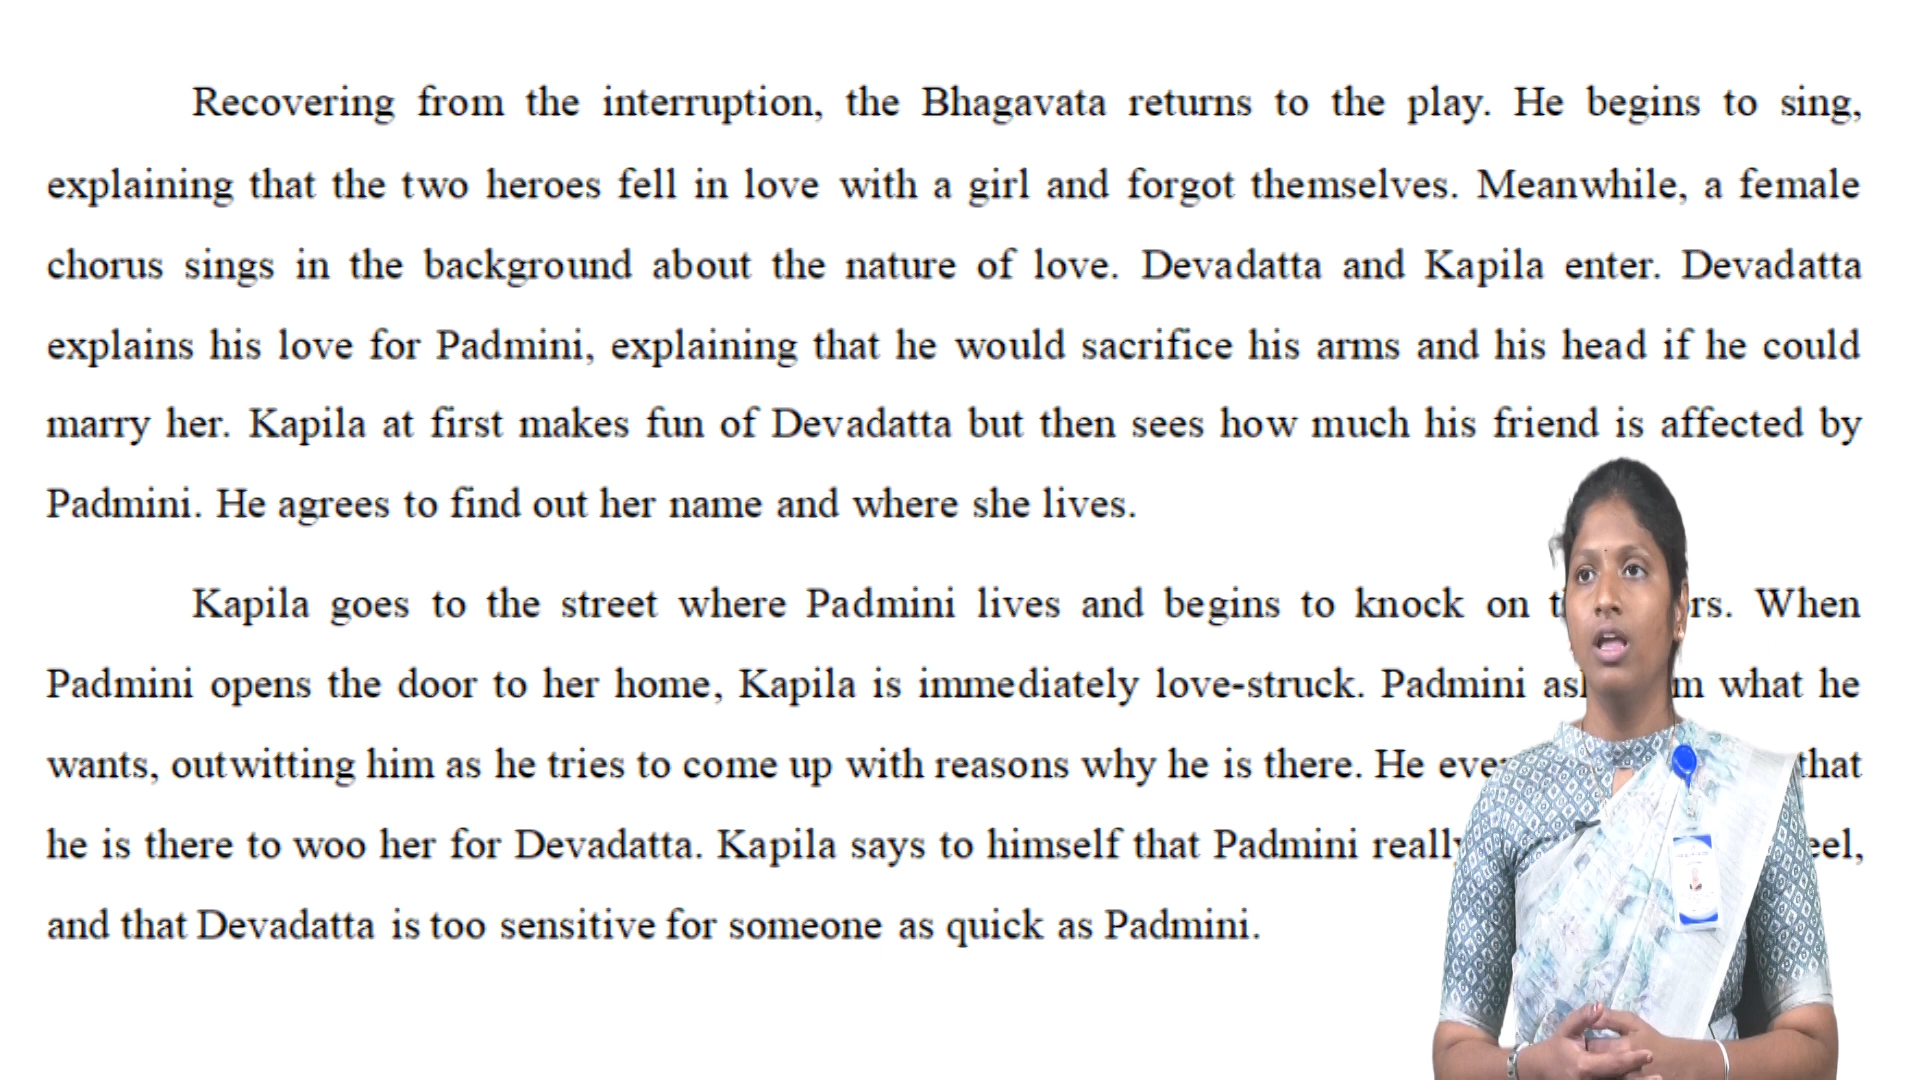 Recovering from the interruption, the Bhagavata returns to the play. He begins to sing,
explaining that the two heroes fell in love with a girl and forgot themselves. Meanwhile, a female
chorus sings in the background about the nature of love. Devadatta and Kapila enter. Devadatta
explains his love for Padmini, explaining that he would sacrifice his arms and his head if he could
marry her. Kapila at first makes fun of Devadatta but then sees how much his friend is affected by
Padmini. He agrees to find out her name and where she lives.
Kapila goes to the street where Padmini lives and begins to knock on When
Padmini opens the door to her home, Kapila is immediately love-struck. Padmini what he
wants, outwitting him as he tries to come up with reasons why he is there. He that
he is there to woo her for Devadatta. Kapila says to himself that Padmini really
and that Devadatta is too sensitive for someone as quick as Padmini.